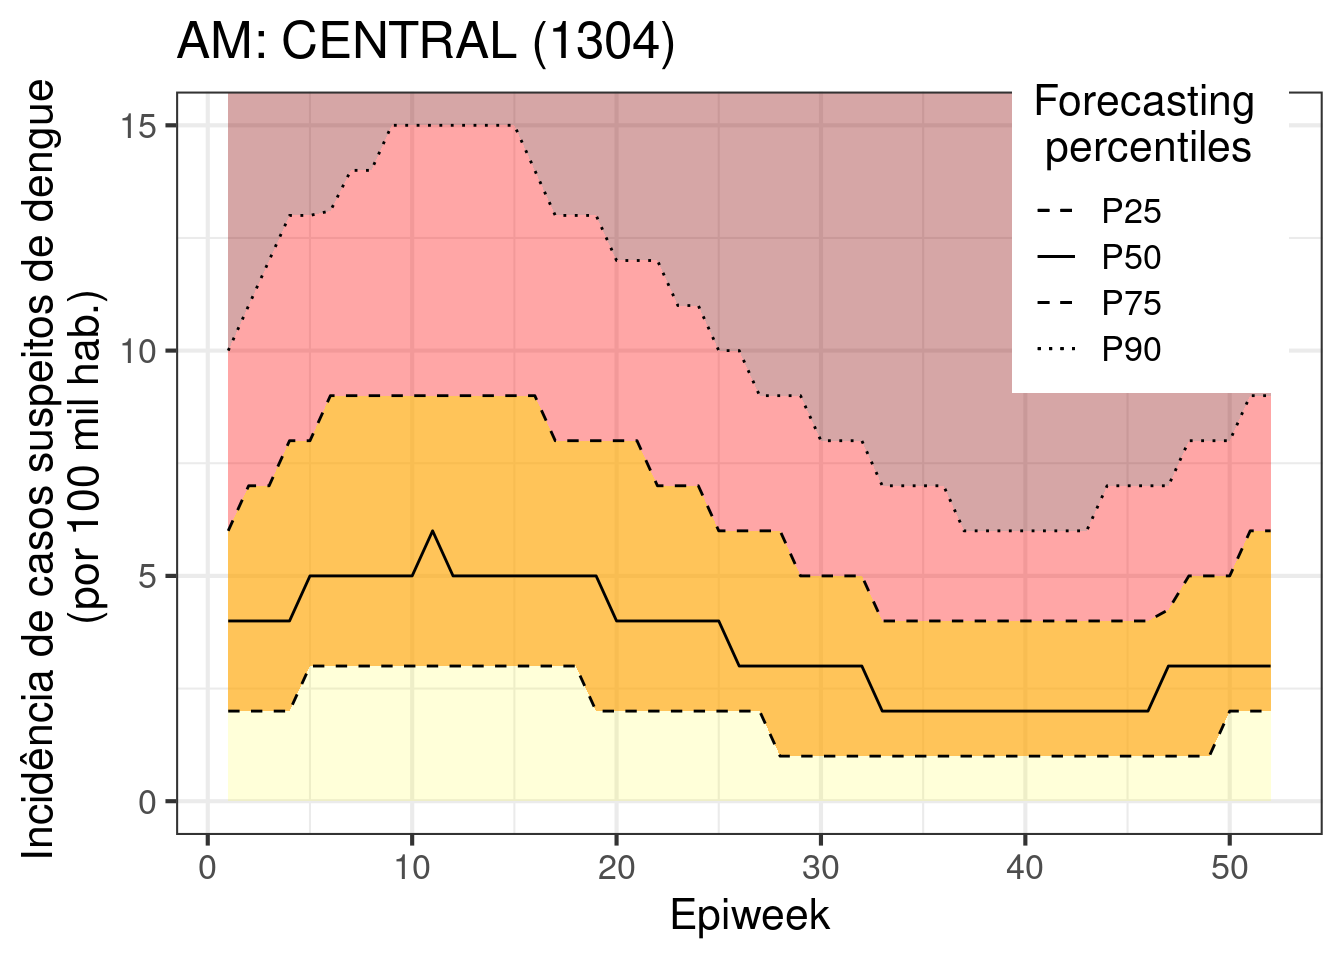 AM: CENTRAL (1304)
Incidência de casos suspeitos de dengue
(por 100 mil hab.)
15
10
5
0
Forecasting
percentiles
P25
P50
P75
P90
0 10 20 30 40 50
Epiweek